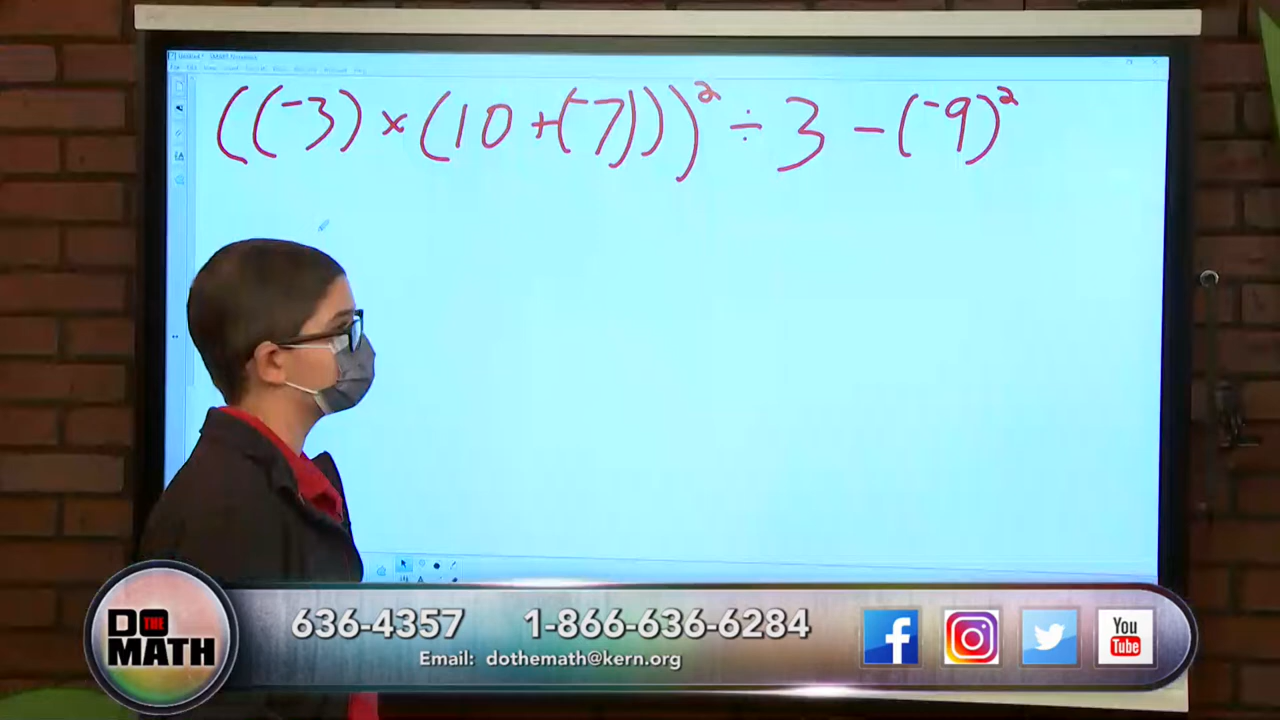 ((⁻3) × (10 + (⁻7)))² ÷ 3 − (⁻9)²
DO THE MATH
636-4357 1-866-636-6284
Email: dothemath@kern.org
You Tube